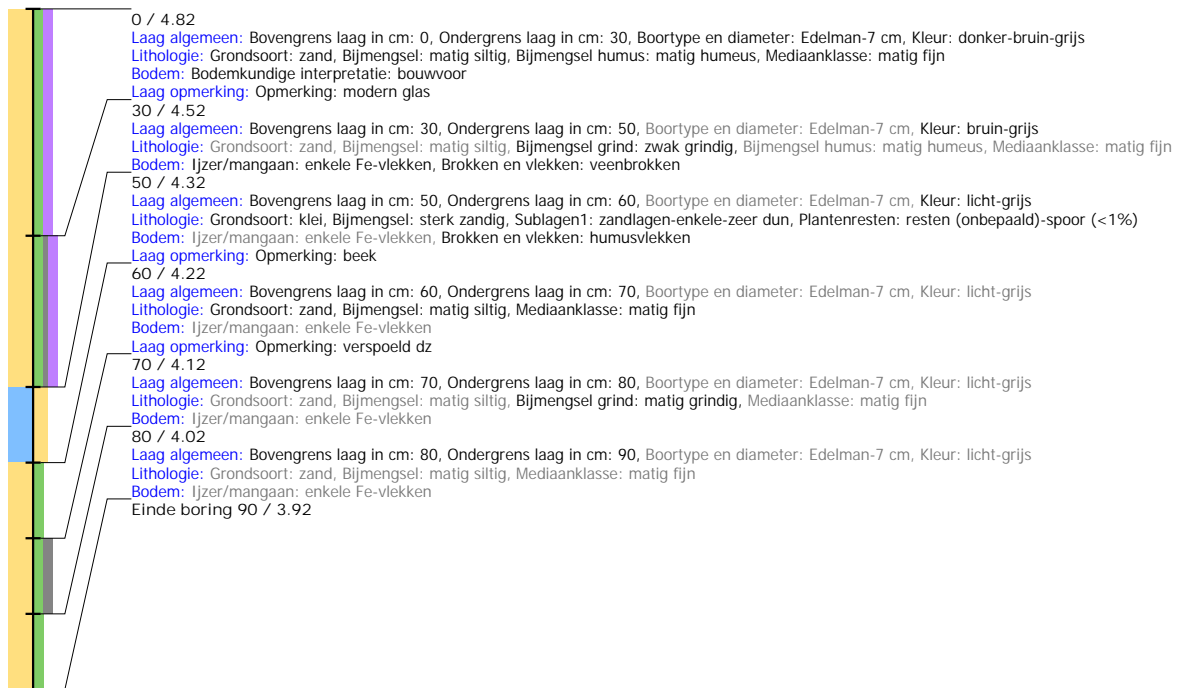 0 / 4.82
Laag algemeen: Bovengrens laag in cm: 0, Ondergrens laag in cm: 30, Boortype en diameter: Edelman-7 cm, Kleur: donker-bruin-grijs
Lithologie: Grondsoort: zand, Bijmengsel: matig siltig, Bijmengsel humus: matig humeus, Mediaanklasse: matig fijn
Bodem: Bodemkundige interpretatie: bouwvoor
Laag opmerking: Opmerking: modern glas
30 / 4.52
Laag algemeen: Bovengrens laag in cm: 30, Ondergrens laag in cm: 50, Boortype en diameter: Edelman-7 cm, Kleur: bruin-grijs
Lithologie: Grondsoort: zand, Bijmengsel: matig siltig, Bijmengsel grind: zwak grindig, Bijmengsel humus: matig humeus, Mediaanklasse: matig fijn
Bodem: Ijzer/mangaan: enkele Fe-vlekken, Brokken en vlekken: veenbrokken
50 / 4.32
Laag algemeen: Bovengrens laag in cm: 50, Ondergrens laag in cm: 60, Boortype en diameter: Edelman-7 cm, Kleur: licht-grijs
Lithologie: Grondsoort: klei, Bijmengsel: sterk zandig, Sublagen1: zandlagen-enkele-zeer dun, Plantenresten: resten (onbepaald)-spoor (<1%)
Bodem: Ijzer/mangaan: enkele Fe-vlekken, Brokken en vlekken: humusvlekken
Laag opmerking: Opmerking: beek
60 / 4.22
Laag algemeen: Bovengrens laag in cm: 60, Ondergrens laag in cm: 70, Boortype en diameter: Edelman-7 cm, Kleur: licht-grijs
Lithologie: Grondsoort: zand, Bijmengsel: matig siltig, Mediaanklasse: matig fijn
Bodem: Ijzer/mangaan: enkele Fe-vlekken
Laag opmerking: Opmerking: verspoeld dz
70 / 4.12
Laag algemeen: Bovengrens laag in cm: 70, Ondergrens laag in cm: 80, Boortype en diameter: Edelman-7 cm, Kleur: licht-grijs
Lithologie: Grondsoort: zand, Bijmengsel: matig siltig, Bijmengsel grind: matig grindig, Mediaanklasse: matig fijn
Bodem: Ijzer/mangaan: enkele Fe-vlekken
80 / 4.02
Laag algemeen: Bovengrens laag in cm: 80, Ondergrens laag in cm: 90, Boortype en diameter: Edelman-7 cm, Kleur: licht-grijs
Lithologie: Grondsoort: zand, Bijmengsel: matig siltig, Mediaanklasse: matig fijn
Bodem: Ijzer/mangaan: enkele Fe-vlekken
Einde boring 90 / 3.92